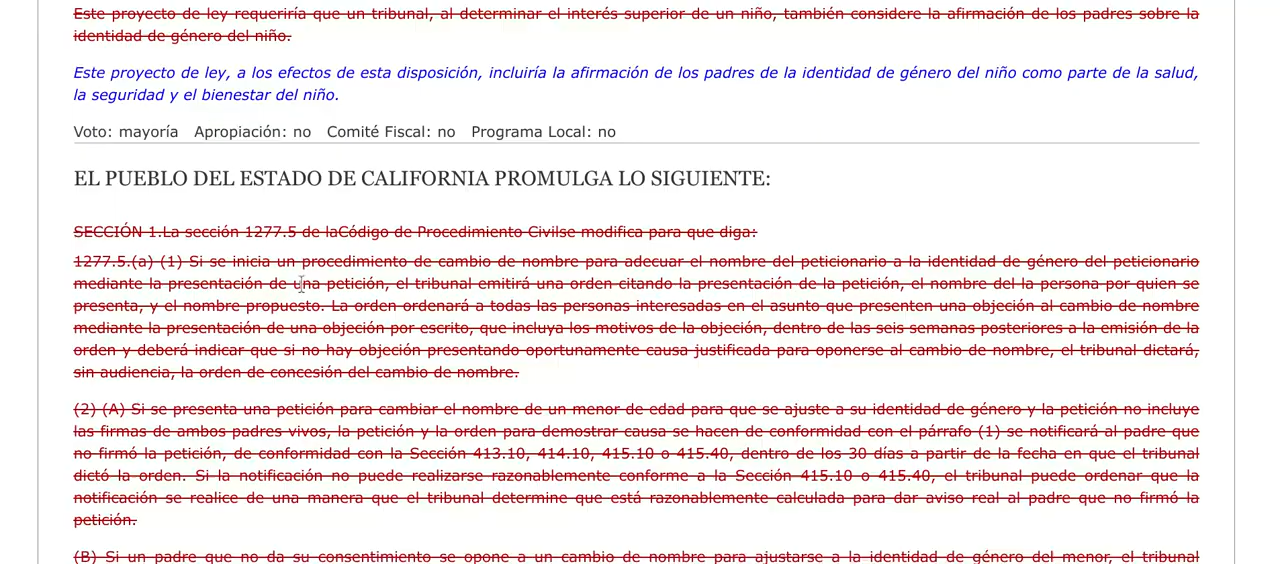 Este proyecto de ley requeriría que un tribunal, al determinar el interés superior de un niño, también considere la afirmación de los padres sobre la
identidad de género del niño.
Este proyecto de ley, a los efectos de esta disposición, incluiría la afirmación de los padres de la identidad de género del niño como parte de la salud,
la seguridad y el bienestar del niño.
Voto: mayoría Apropiación: no Comité Fiscal: no Programa Local: no
EL PUEBLO DEL ESTADO DE CALIFORNIA PROMULGA LO SIGUIENTE:
SECCIÓN 1.La sección 1277.5 de laCódigo de Procedimiento Civilse modifica para que diga:
1277.5.(a) (1) Si se inicia un procedimiento de cambio de nombre para adecuar el nombre del peticionario a la identidad de género del peticionario
mediante la presentación de una petición, el tribunal emitirá una orden citando la presentación de la petición, el nombre del la persona por quien se
presenta, y el nombre propuesto. La orden ordenará a todas las personas interesadas en el asunto que presenten una objeción al cambio de nombre
mediante la presentación de una objeción por escrito, que incluya los motivos de la objeción, dentro de las seis semanas posteriores a la emisión de la
orden y deberá indicar que si no hay objeción presentando oportunamente causa justificada para oponerse al cambio de nombre, el tribunal dictará,
sin audiencia, la orden de concesión del cambio de nombre.
(2) (A) Si se presenta una petición para cambiar el nombre de un menor de edad para que se ajuste a su identidad de género y la petición no incluye
las firmas de ambos padres vivos, la petición y la orden para demostrar causa se hacen de conformidad con el párrafo (1) se notificará al padre que
no firmó la petición, de conformidad con la Sección 413.10, 414.10, 415.10 o 415.40, dentro de los 30 días a partir de la fecha en que el tribunal
dictó la orden. Si la notificación no puede realizarse razonablemente conforme a la Sección 415.10 o 415.40, el tribunal puede ordenar que la
notificación se realice de una manera que el tribunal determine que está razonablemente calculada para dar aviso real al padre que no firmó la
petición.
(B) Si un padre que no da su consentimiento se opone a un cambio de nombre para ajustarse a la identidad de género del menor, el tribunal